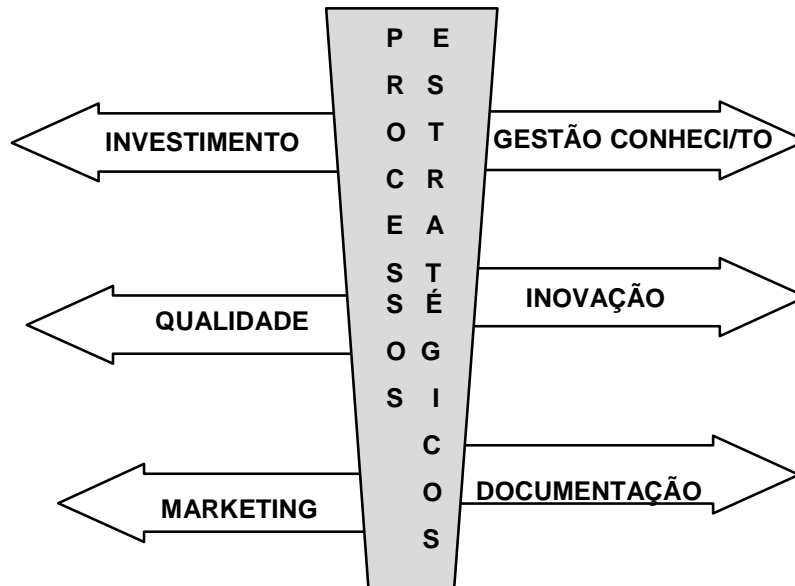 PROCESSOS
ESTRATÉGICOS
INVESTIMENTO
GESTÃO CONHECI/TO
QUALIDADE
INOVAÇÃO
MARKETING
DOCUMENTAÇÃO